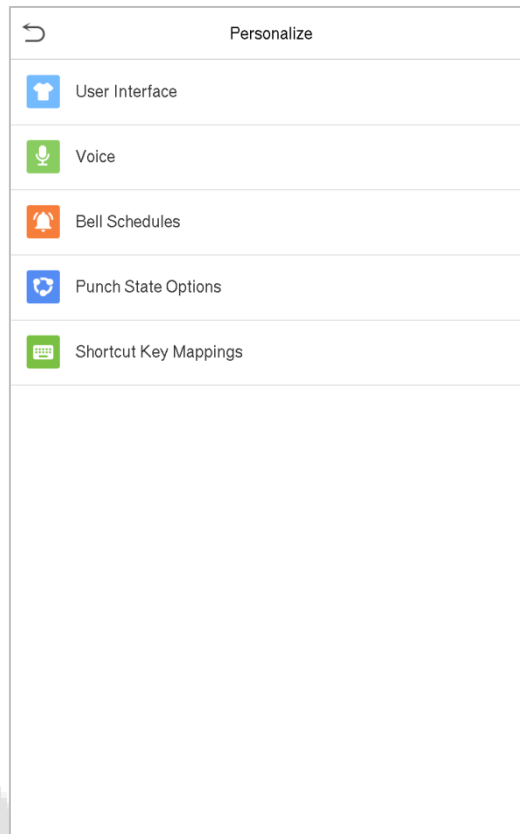 Personalize
User Interface
Voice
Bell Schedules
Punch State Options
Shortcut Key Mappings